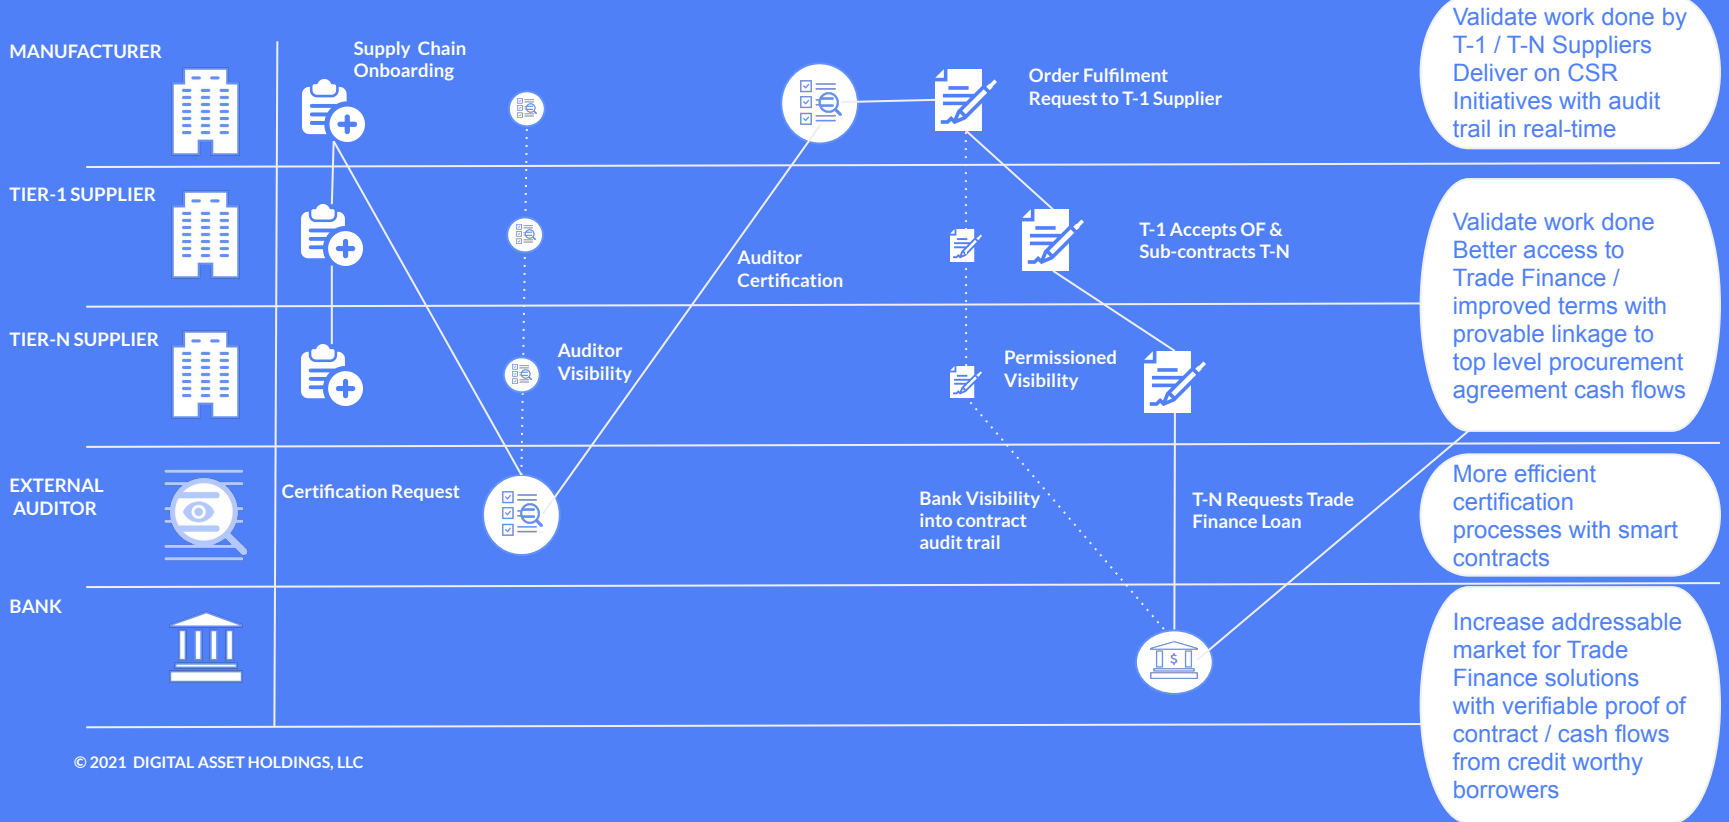 MANUFACTURER
Supply Chain
Onboarding
Order Fulfilment
Request to T-1 Supplier
Validate work done by
T-1 / T-N Suppliers
Deliver on CSR
Initiatives with audit
trail in real-time
TIER-1 SUPPLIER
Auditor
Certification
T-1 Accepts OF &
Sub-contracts T-N
Validate work done
Better access to
Trade Finance /
improved terms with
provable linkage to
top level procurement
agreement cash flows
TIER-N SUPPLIER
Auditor
Visibility
Permissioned
Visibility
EXTERNAL
AUDITOR
Certification Request
Bank Visibility
into contract
audit trail
T-N Requests Trade
Finance Loan
More efficient
certification
processes with smart
contracts
BANK
$
Increase addressable
market for Trade
Finance solutions
with verifiable proof of
contract / cash flows
from credit worthy
borrowers
© 2021 DIGITAL ASSET HOLDINGS, LLC